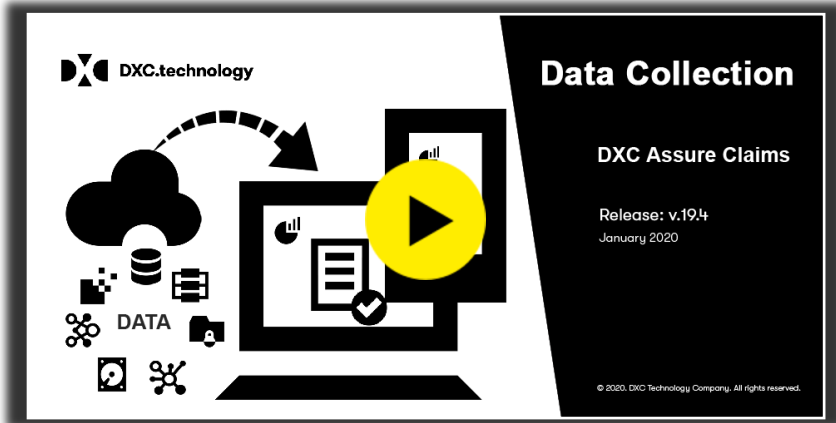 DXC.technology
Data Collection
DXC Assure Claims
Release: v.19.4
January 2020
DATA
© 2020. DXC Technology Company. All rights reserved.